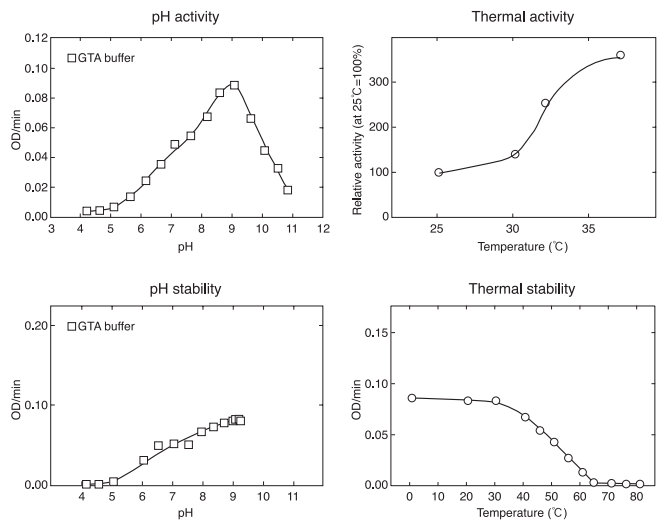 pH activity
0.12
0.10
0.08
0.06
0.04
0.02
0.00
OD/min
GTA buffer
3 4 5 6 7 8 9 10 11 12
pH
Thermal activity
300
200
100
0
Relative activity (at 25℃=100%)
25 30 35
Temperature (℃)
pH stability
0.20
0.10
0.00
OD/min
GTA buffer
4 5 6 7 8 9 10 11
pH
Thermal stability
0.15
0.10
0.05
0.00
OD/min
0 10 20 30 40 50 60 70 80
Temperature (℃)